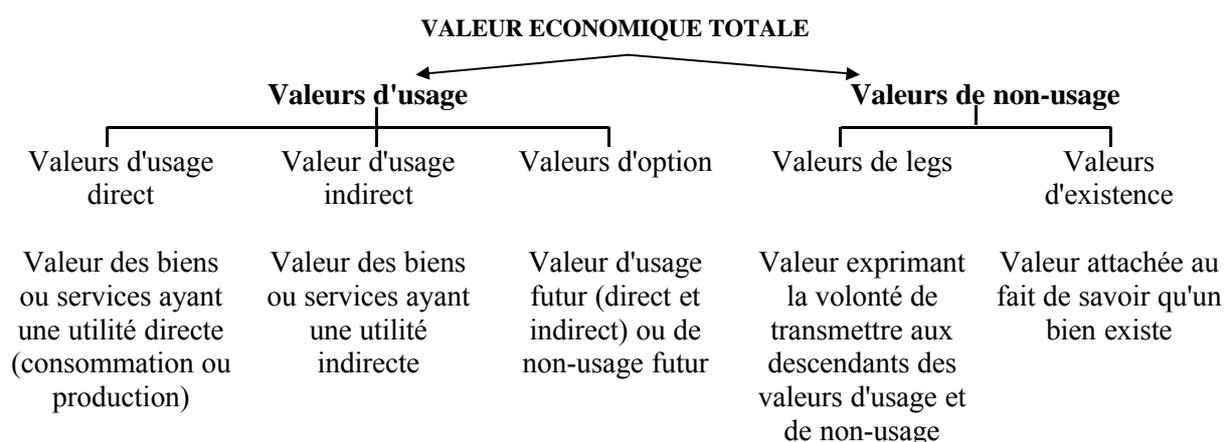 VALEUR ECONOMIQUE TOTALE
Valeurs d'usage
Valeurs de non-usage
Valeurs d'usage
direct
Valeur d'usage
indirect
Valeurs d'option
Valeurs de legs
Valeurs
d'existence
Valeur des biens
ou services ayant
une utilité directe
(consommation ou
production)
Valeur des biens
ou services ayant
une utilité
indirecte
Valeur d'usage
futur (direct et
indirect) ou de
non-usage futur
Valeur exprimant
la volonté de
transmettre aux
descendants des
valeurs d'usage et
de non-usage
Valeur attachée au
fait de savoir qu'un
bien existe